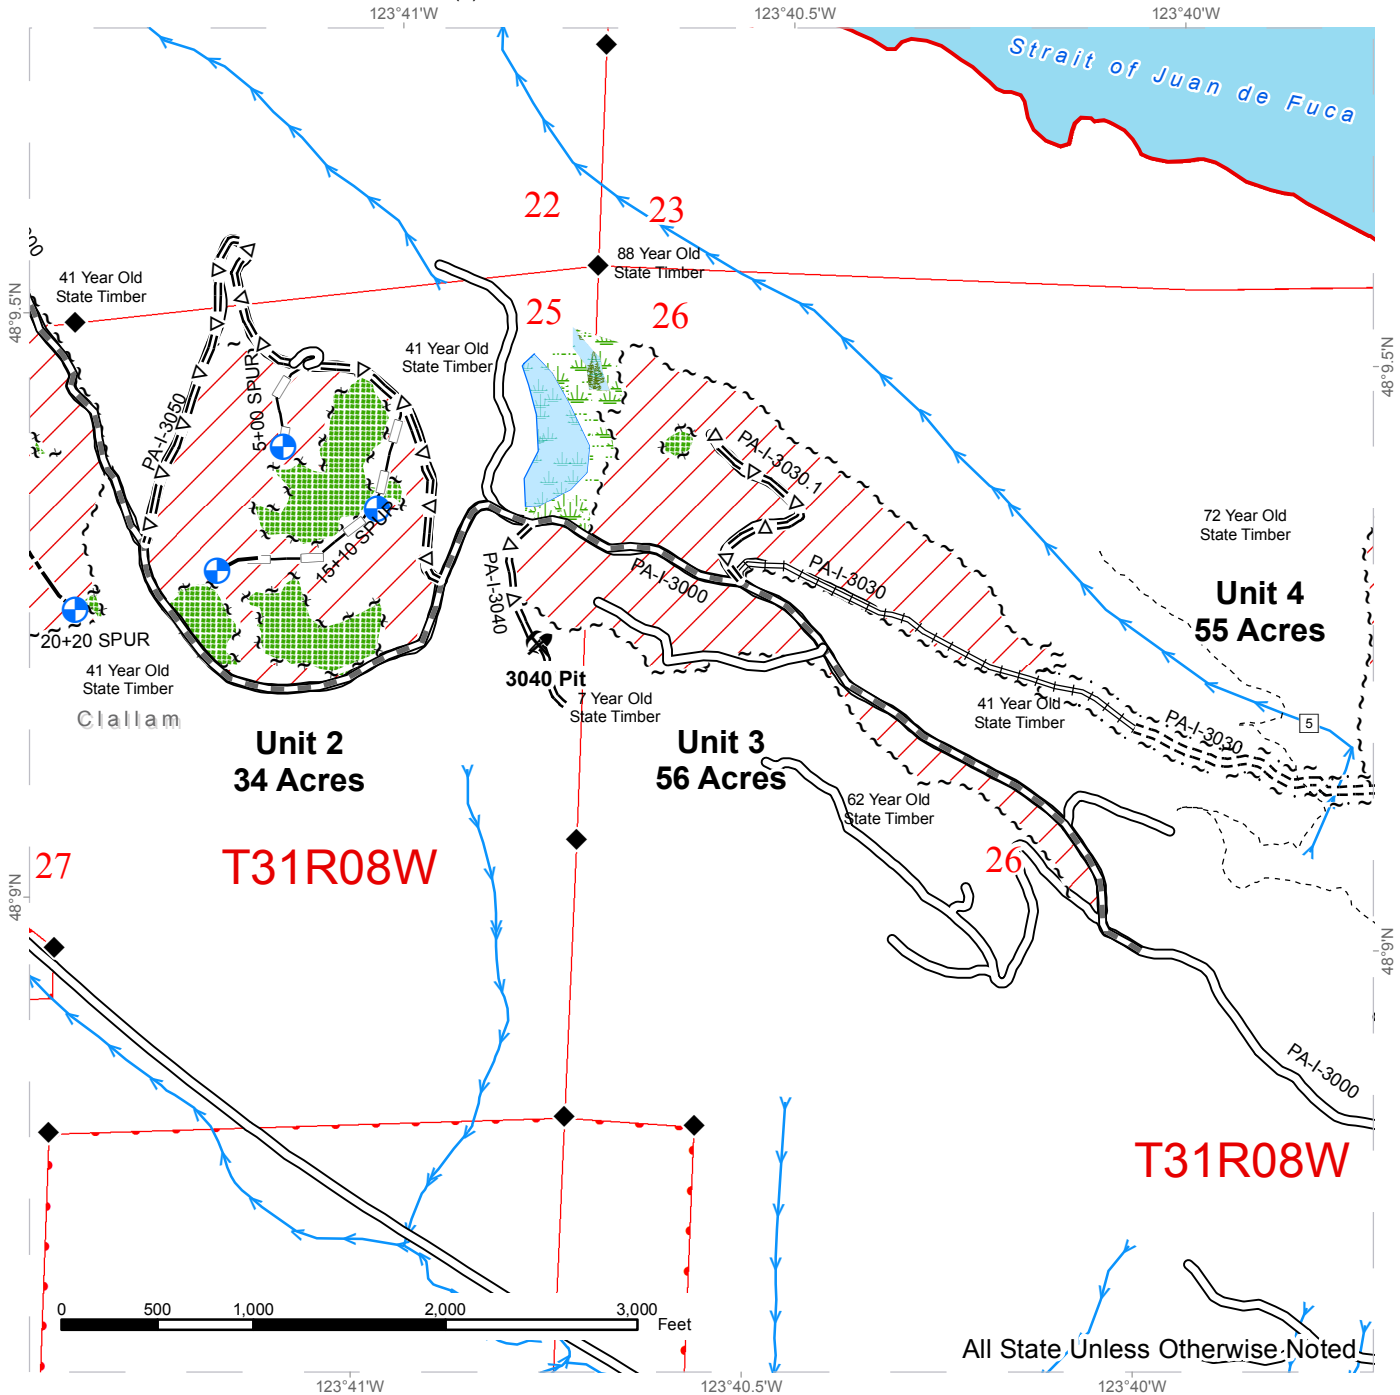 123°41'W
123°40.5'W
123°40'W
Strait of Juan de Fuca
22
23
88 Year Old
State Timber
41 Year Old
State Timber
48°9.5'N
25
26
41 Year Old
State Timber
48°9.5'N
5+00 SPUR
PA-I-3050
PA-I-3030.1
15+10 SPUR
72 Year Old
State Timber
PA-I-3040
PA-I-3000
PA-I-3030
Unit 4
55 Acres
20+20 SPUR
41 Year Old
State Timber
3040 Pit
7 Year Old
State Timber
41 Year Old
State Timber
Clallam
PA-I-3030
5
Unit 2
34 Acres
Unit 3
56 Acres
62 Year Old
State Timber
27
T31R08W
26
48°9'N
48°9'N
PA-I-3000
T31R08W
0 500 1,000 2,000 3,000
Feet
All State Unless Otherwise Noted
123°41'W
123°40.5'W
123°40'W